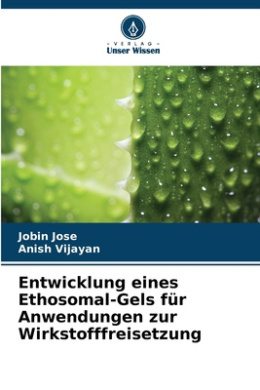 VERLAG
Unser Wissen
Jobin Jose
Anish Vijayan
Entwicklung eines
Ethosomal-Gels für
Anwendungen zur
Wirkstofffreisetzung